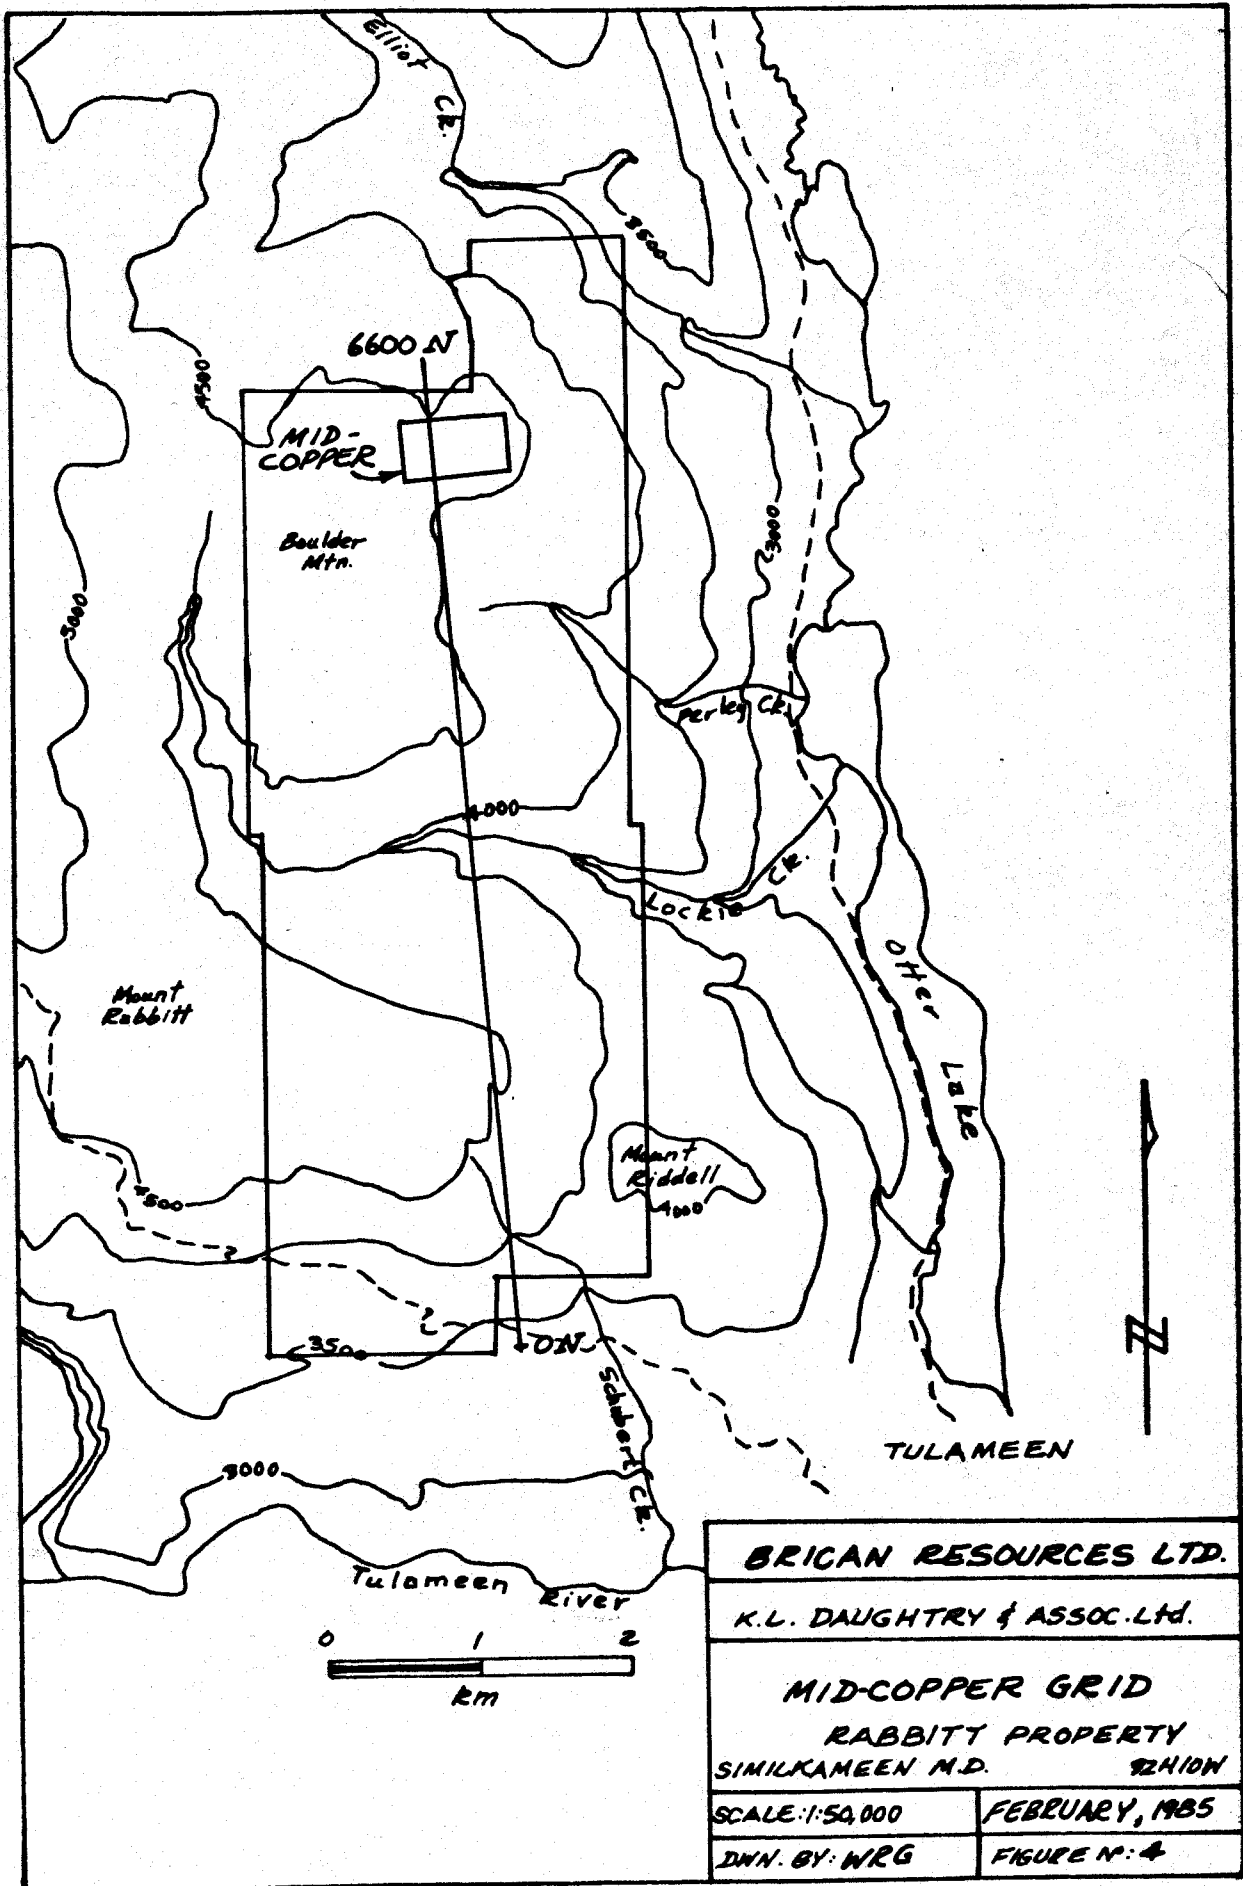 Elliot
Ck.
3500
6600 N
4500
MID-
COPPER
Boulder
Mtn.
3000
5000
Perley Ck.
4000
Ck.
Lockie
Otter
Lake
Mount
Rabbitt
Mount
Riddell
4000
4500
3500
0N
Schubert
Ck.
N
TULAMEEN
3000
Tulameen
River
0 1 2
km
BRICAN RESOURCES LTD.
K.L. DAUGHTRY & ASSOC. Ltd.
MID-COPPER GRID
RABBITT PROPERTY
SIMILKAMEEN M.D. 92H10W
SCALE: 1:50,000
FEBRUARY, 1985
DWN. BY: WRG
FIGURE Nº: 4